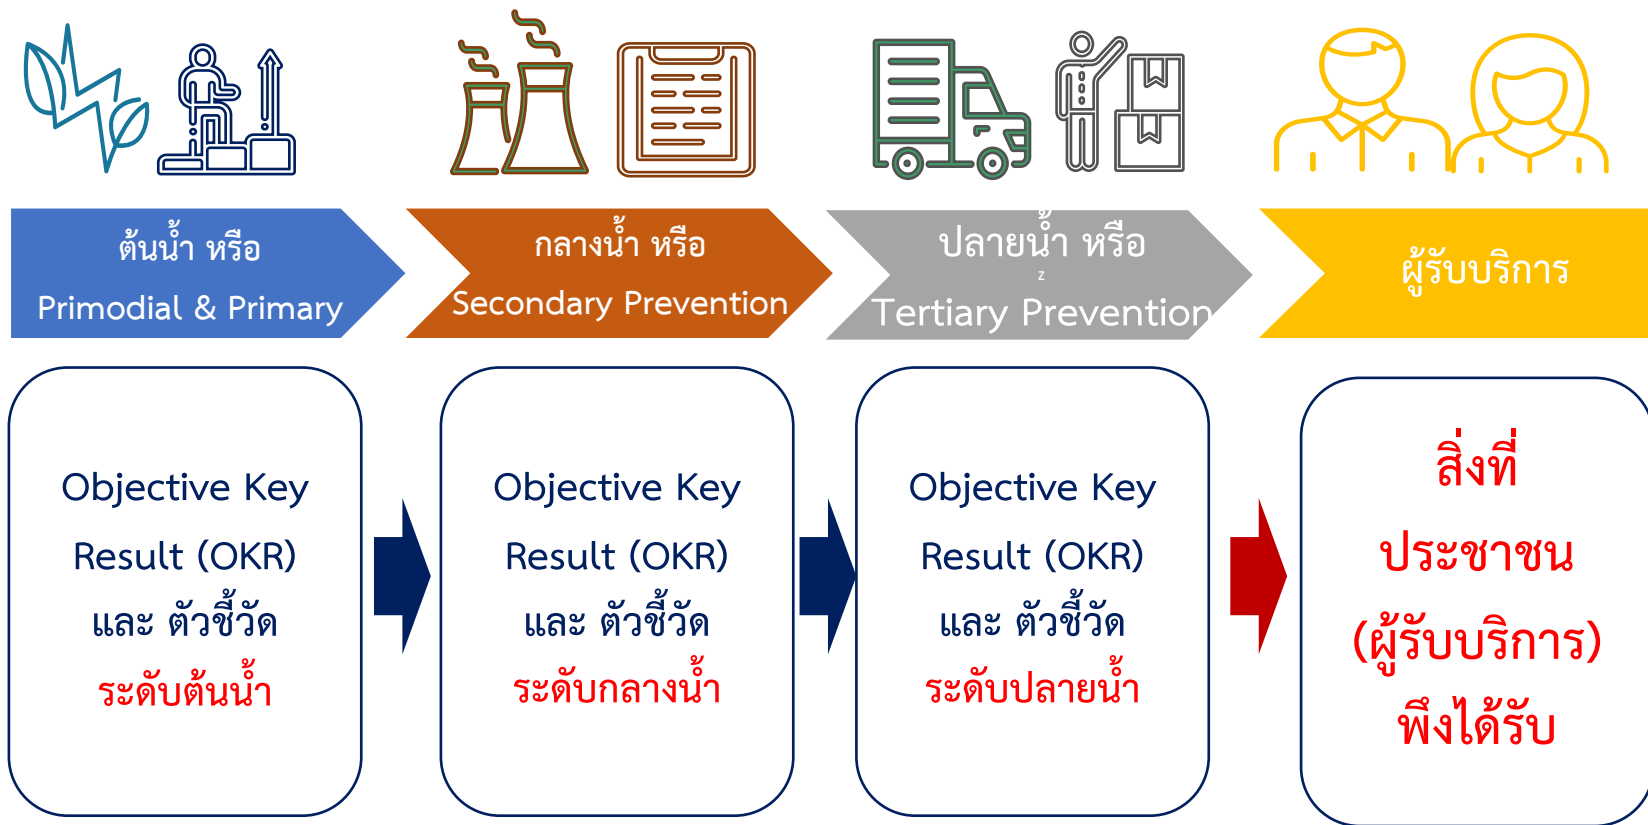 ต้นน้ำ หรือ
Primodial & Primary
กลางน้ำ หรือ
Secondary Prevention
ปลายน้ำ หรือ
z
Tertiary Prevention
ผู้รับบริการ
Objective Key
Result (OKR)
และ ตัวชี้วัด
ระดับต้นน้ำ
Objective Key
Result (OKR)
และ ตัวชี้วัด
ระดับกลางน้ำ
Objective Key
Result (OKR)
และ ตัวชี้วัด
ระดับปลายน้ำ
สิ่งที่
ประชาชน
(ผู้รับบริการ)
พึงได้รับ